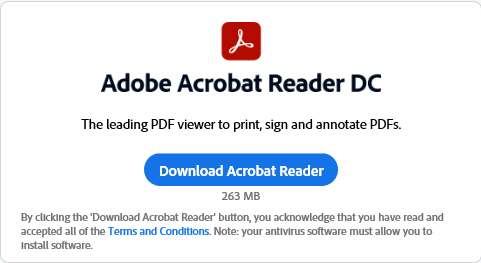 Adobe Acrobat Reader DC
The leading PDF viewer to print, sign and annotate PDFs.
Download Acrobat Reader
263 MB
By clicking the 'Download Acrobat Reader' button, you acknowledge that you have read and
accepted all of the Terms and Conditions. Note: your antivirus software must allow you to
install software.